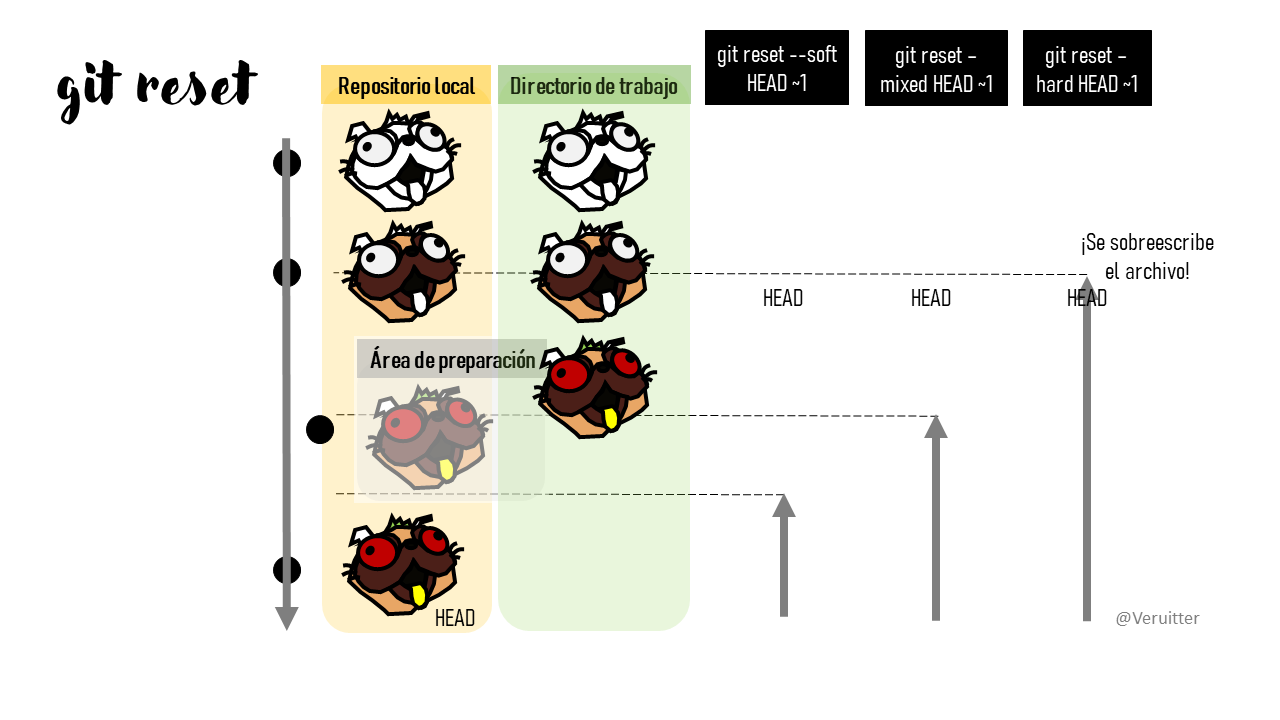 git reset
Repositorio local
Directorio de trabajo
git reset --soft
HEAD ~1
git reset –
mixed HEAD ~1
git reset –
hard HEAD ~1
¡Se sobreescribe
el archivo!
HEAD
HEAD
HEAD
Área de preparación
HEAD
@Veruitter